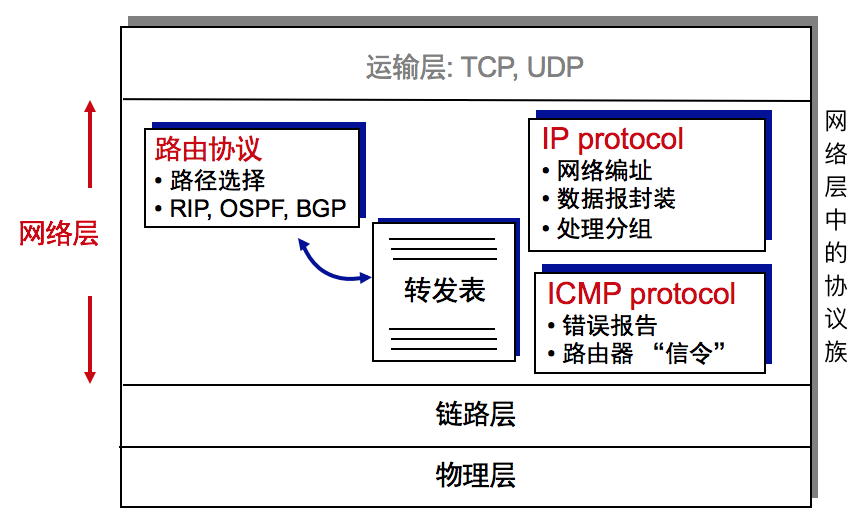 运输层: TCP, UDP
网络层
路由协议
• 路径选择
• RIP, OSPF, BGP
转发表
IP protocol
• 网络编址
• 数据报封装
• 处理分组
ICMP protocol
• 错误报告
• 路由器 “信令”
网络层中的协议族
链路层
物理层